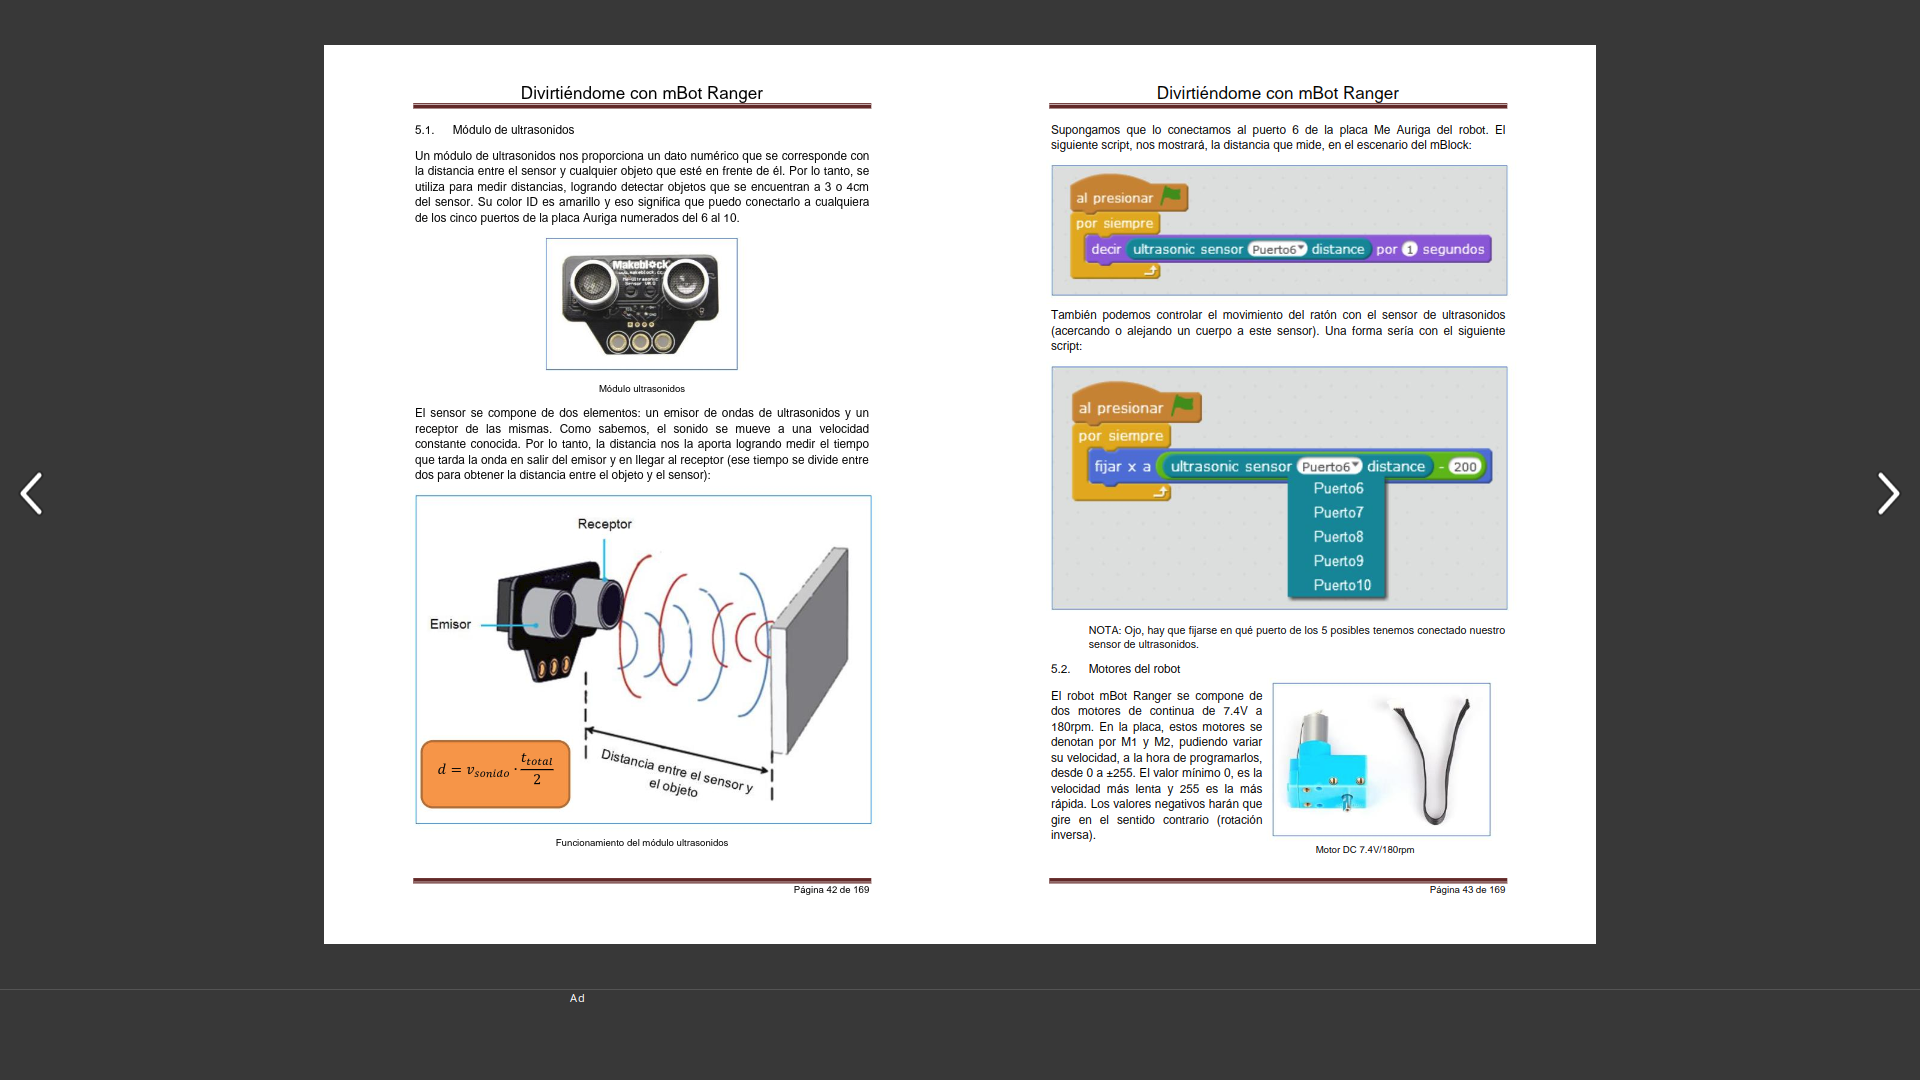 Divirtiéndome con mBot Ranger
5.1. Módulo de ultrasonidos
Un módulo de ultrasonidos nos proporciona un dato numérico que se corresponde con
la distancia entre el sensor y cualquier objeto que esté en frente de él. Por lo tanto, se
utiliza para medir distancias, logrando detectar objetos que se encuentran a 3 o 4cm
del sensor. Su color ID es amarillo y eso significa que puedo conectarlo a cualquiera
de los cinco puertos de la placa Auriga numerados del 6 al 10.
Makeblock
Módulo ultrasonidos
El sensor se compone de dos elementos: un emisor de ondas de ultrasonidos y un
receptor de las mismas. Como sabemos, el sonido se mueve a una velocidad
constante conocida. Por lo tanto, la distancia nos la aporta logrando medir el tiempo
que tarda la onda en salir del emisor y en llegar al receptor (ese tiempo se divide entre
dos para obtener la distancia entre el objeto y el sensor):
Receptor
Emisor
Distancia entre el sensor y
el objeto
d = v_sonido · t_total / 2
Funcionamiento del módulo ultrasonidos
Página 42 de 169
Divirtiéndome con mBot Ranger
Supongamos que lo conectamos al puerto 6 de la placa Me Auriga del robot. El
siguiente script, nos mostrará, la distancia que mide, en el escenario del mBlock:
al presionar
por siempre
decir ultrasonic sensor Puerto6 distance por 1 segundos
También podemos controlar el movimiento del ratón con el sensor de ultrasonidos
(acercando o alejando un cuerpo a este sensor). Una forma sería con el siguiente
script:
al presionar
por siempre
fijar x a ultrasonic sensor Puerto6 distance - 200
Puerto6
Puerto7
Puerto8
Puerto9
Puerto10
NOTA: Ojo, hay que fijarse en qué puerto de los 5 posibles tenemos conectado nuestro
sensor de ultrasonidos.
5.2. Motores del robot
El robot mBot Ranger se compone de
dos motores de continua de 7.4V a
180rpm. En la placa, estos motores se
denotan por M1 y M2, pudiendo variar
su velocidad, a la hora de programarlos,
desde 0 a ±255. El valor mínimo 0, es la
velocidad más lenta y 255 es la más
rápida. Los valores negativos harán que
gire en el sentido contrario (rotación
inversa).
Motor DC 7.4V/180rpm
Página 43 de 169
Ad